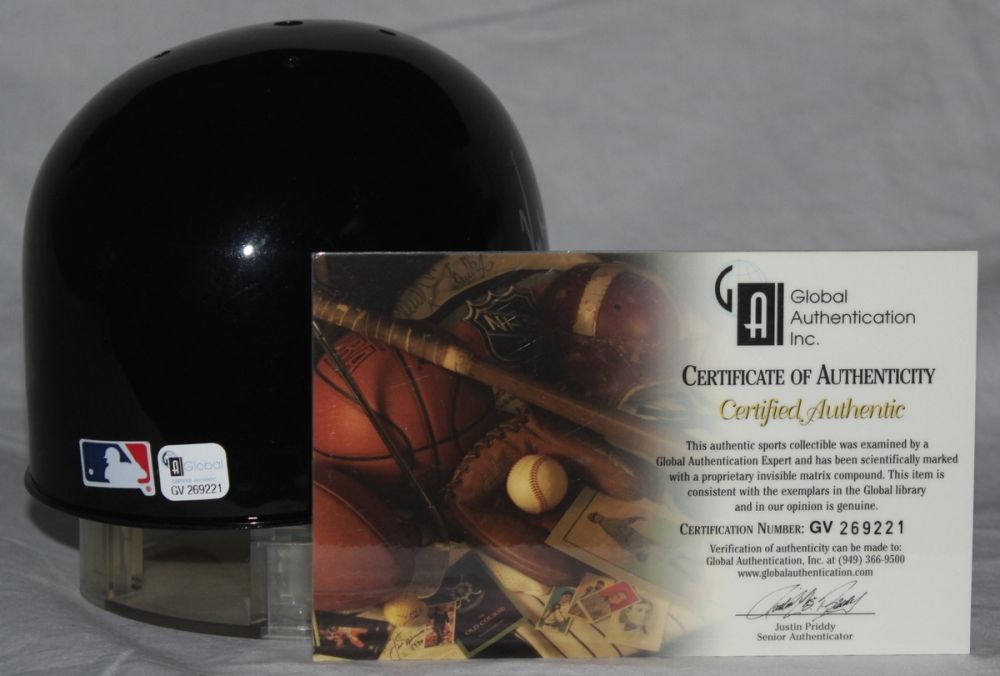 Global
GV 269221
NHL
GA
Global
Authentication
Inc.
CERTIFICATE OF AUTHENTICITY
Certified Authentic
This authentic sports collectible was examined by a
Global Authentication Expert and has been scientifically marked
with a proprietary invisible matrix compound. This item is
consistent with the exemplars in the Global library
and in our opinion is genuine.
CERTIFICATION NUMBER: GV 269221
Verification of authenticity can be made to:
Global Authentication, Inc. at (949) 366-9500
www.globalauthentication.com
Justin Priddy
Senior Authenticator